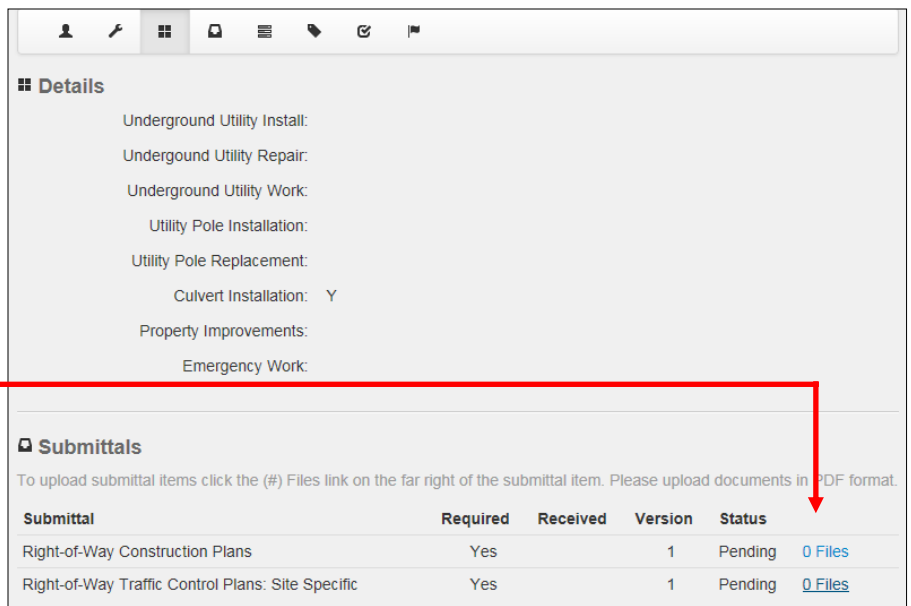 Details
Underground Utility Install:
Undergound Utility Repair:
Underground Utility Work:
Utility Pole Installation:
Utility Pole Replacement:
Culvert Installation: Y
Property Improvements:
Emergency Work:
Submittals
To upload submittal items click the (#) Files link on the far right of the submittal item. Please upload documents in PDF format.
Submittal Required Received Version Status
Right-of-Way Construction Plans Yes 1 Pending 0 Files
Right-of-Way Traffic Control Plans: Site Specific Yes 1 Pending 0 Files